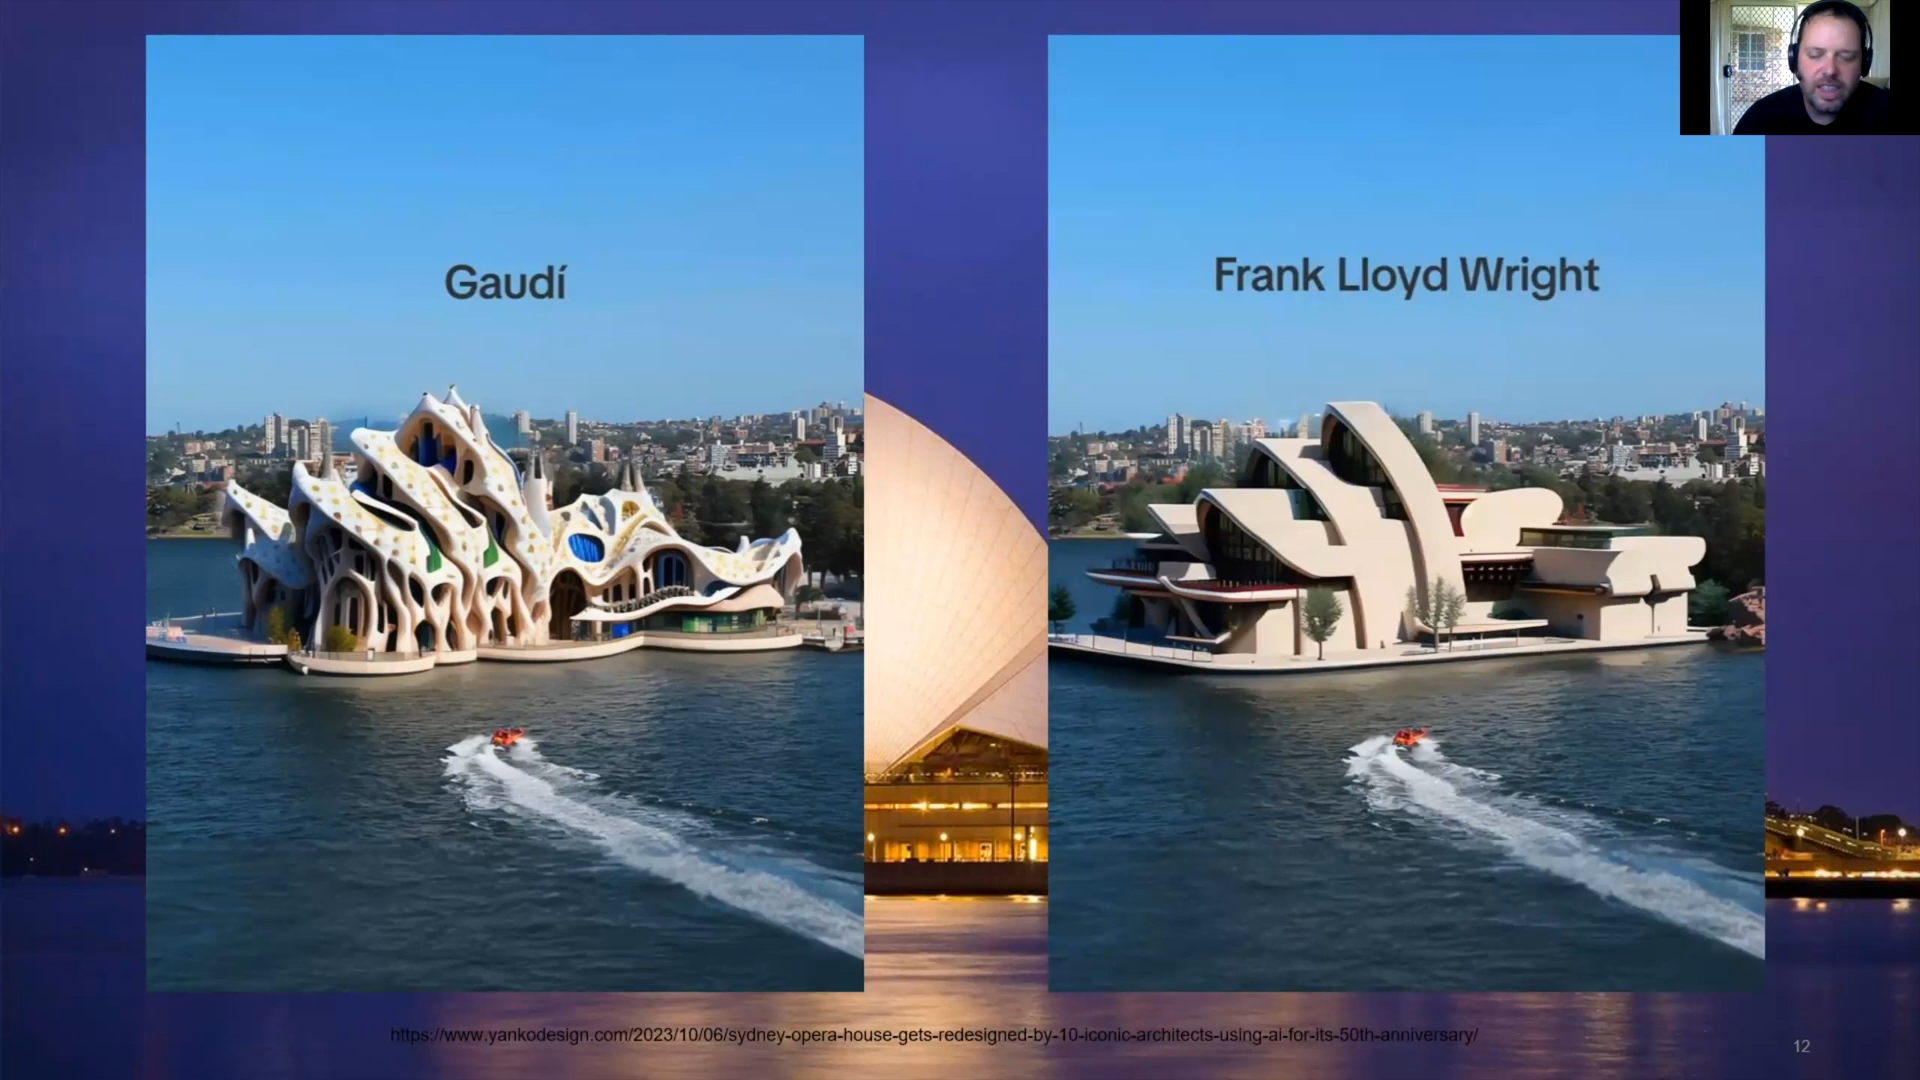 Gaudí
Frank Lloyd Wright
https://www.yankodesign.com/2023/10/06/sydney-opera-house-gets-redesigned-by-10-iconic-architects-using-ai-for-its-50th-anniversary/
12